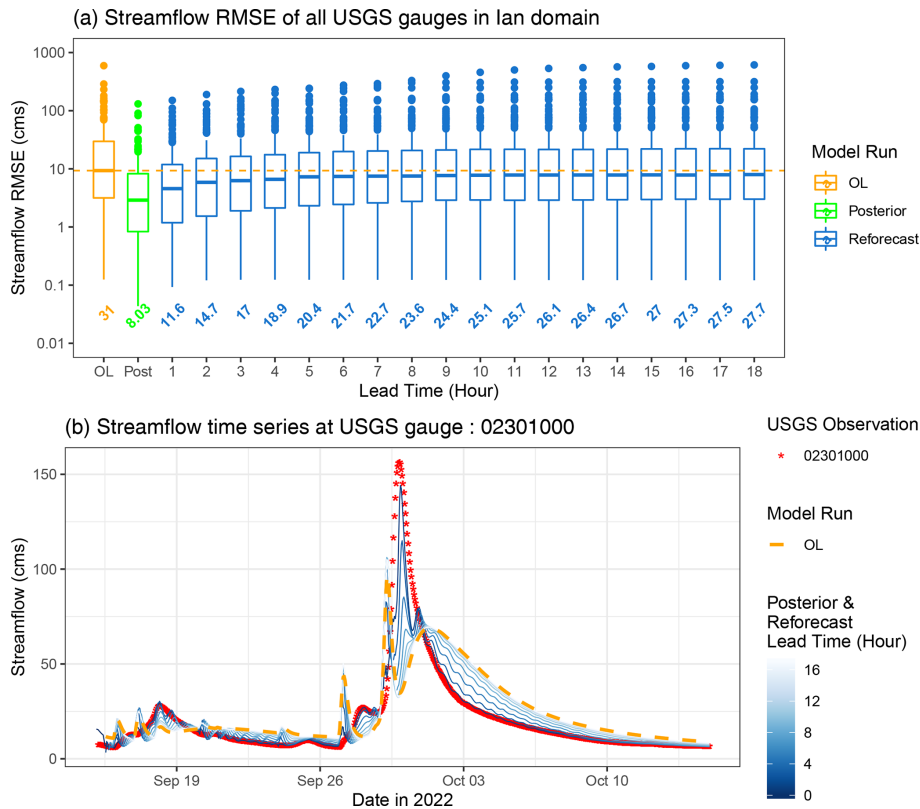 (a) Streamflow RMSE of all USGS gauges in Ian domain
Streamflow RMSE (cms)
1000
100
10
1
0.1
0.01
31 8.03 11.6 14.7 17 18.9 20.4 21.7 22.7 23.6 24.4 25.1 25.7 26.1 26.4 26.7 27 27.3 27.5 27.7
OL Post 1 2 3 4 5 6 7 8 9 10 11 12 13 14 15 16 17 18
Lead Time (Hour)
Model Run
OL
Posterior
Reforecast
(b) Streamflow time series at USGS gauge : 02301000
Streamflow (cms)
150
100
50
0
Sep 19 Sep 26 Oct 03 Oct 10
Date in 2022
USGS Observation
02301000
Model Run
OL
Posterior &
Reforecast
Lead Time (Hour)
16
12
8
4
0